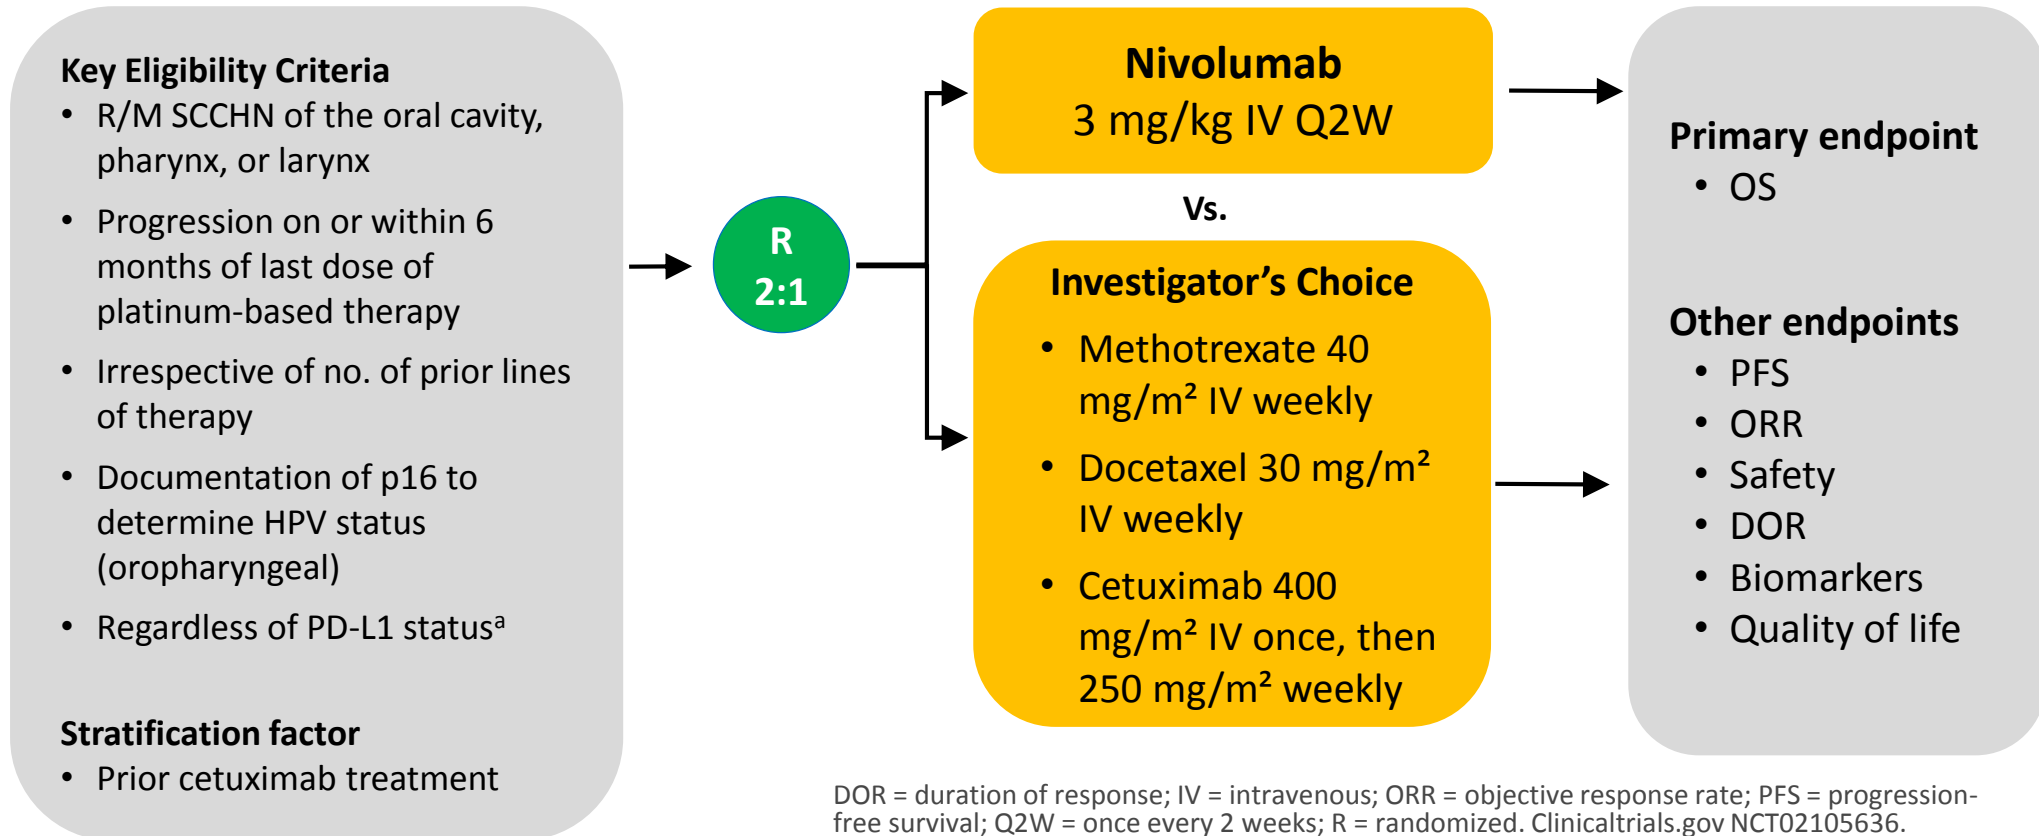 Key Eligibility Criteria
• R/M SCCHN of the oral cavity,
pharynx, or larynx
• Progression on or within 6
months of last dose of
platinum-based therapy
• Irrespective of no. of prior lines
of therapy
• Documentation of p16 to
determine HPV status
(oropharyngeal)
• Regardless of PD-L1 statusᵃ
Stratification factor
• Prior cetuximab treatment
R
2:1
Nivolumab
3 mg/kg IV Q2W
Vs.
Investigator’s Choice
• Methotrexate 40
mg/m² IV weekly
• Docetaxel 30 mg/m²
IV weekly
• Cetuximab 400
mg/m² IV once, then
250 mg/m² weekly
Primary endpoint
• OS
Other endpoints
• PFS
• ORR
• Safety
• DOR
• Biomarkers
• Quality of life
DOR = duration of response; IV = intravenous; ORR = objective response rate; PFS = progression-
free survival; Q2W = once every 2 weeks; R = randomized. Clinicaltrials.gov NCT02105636.